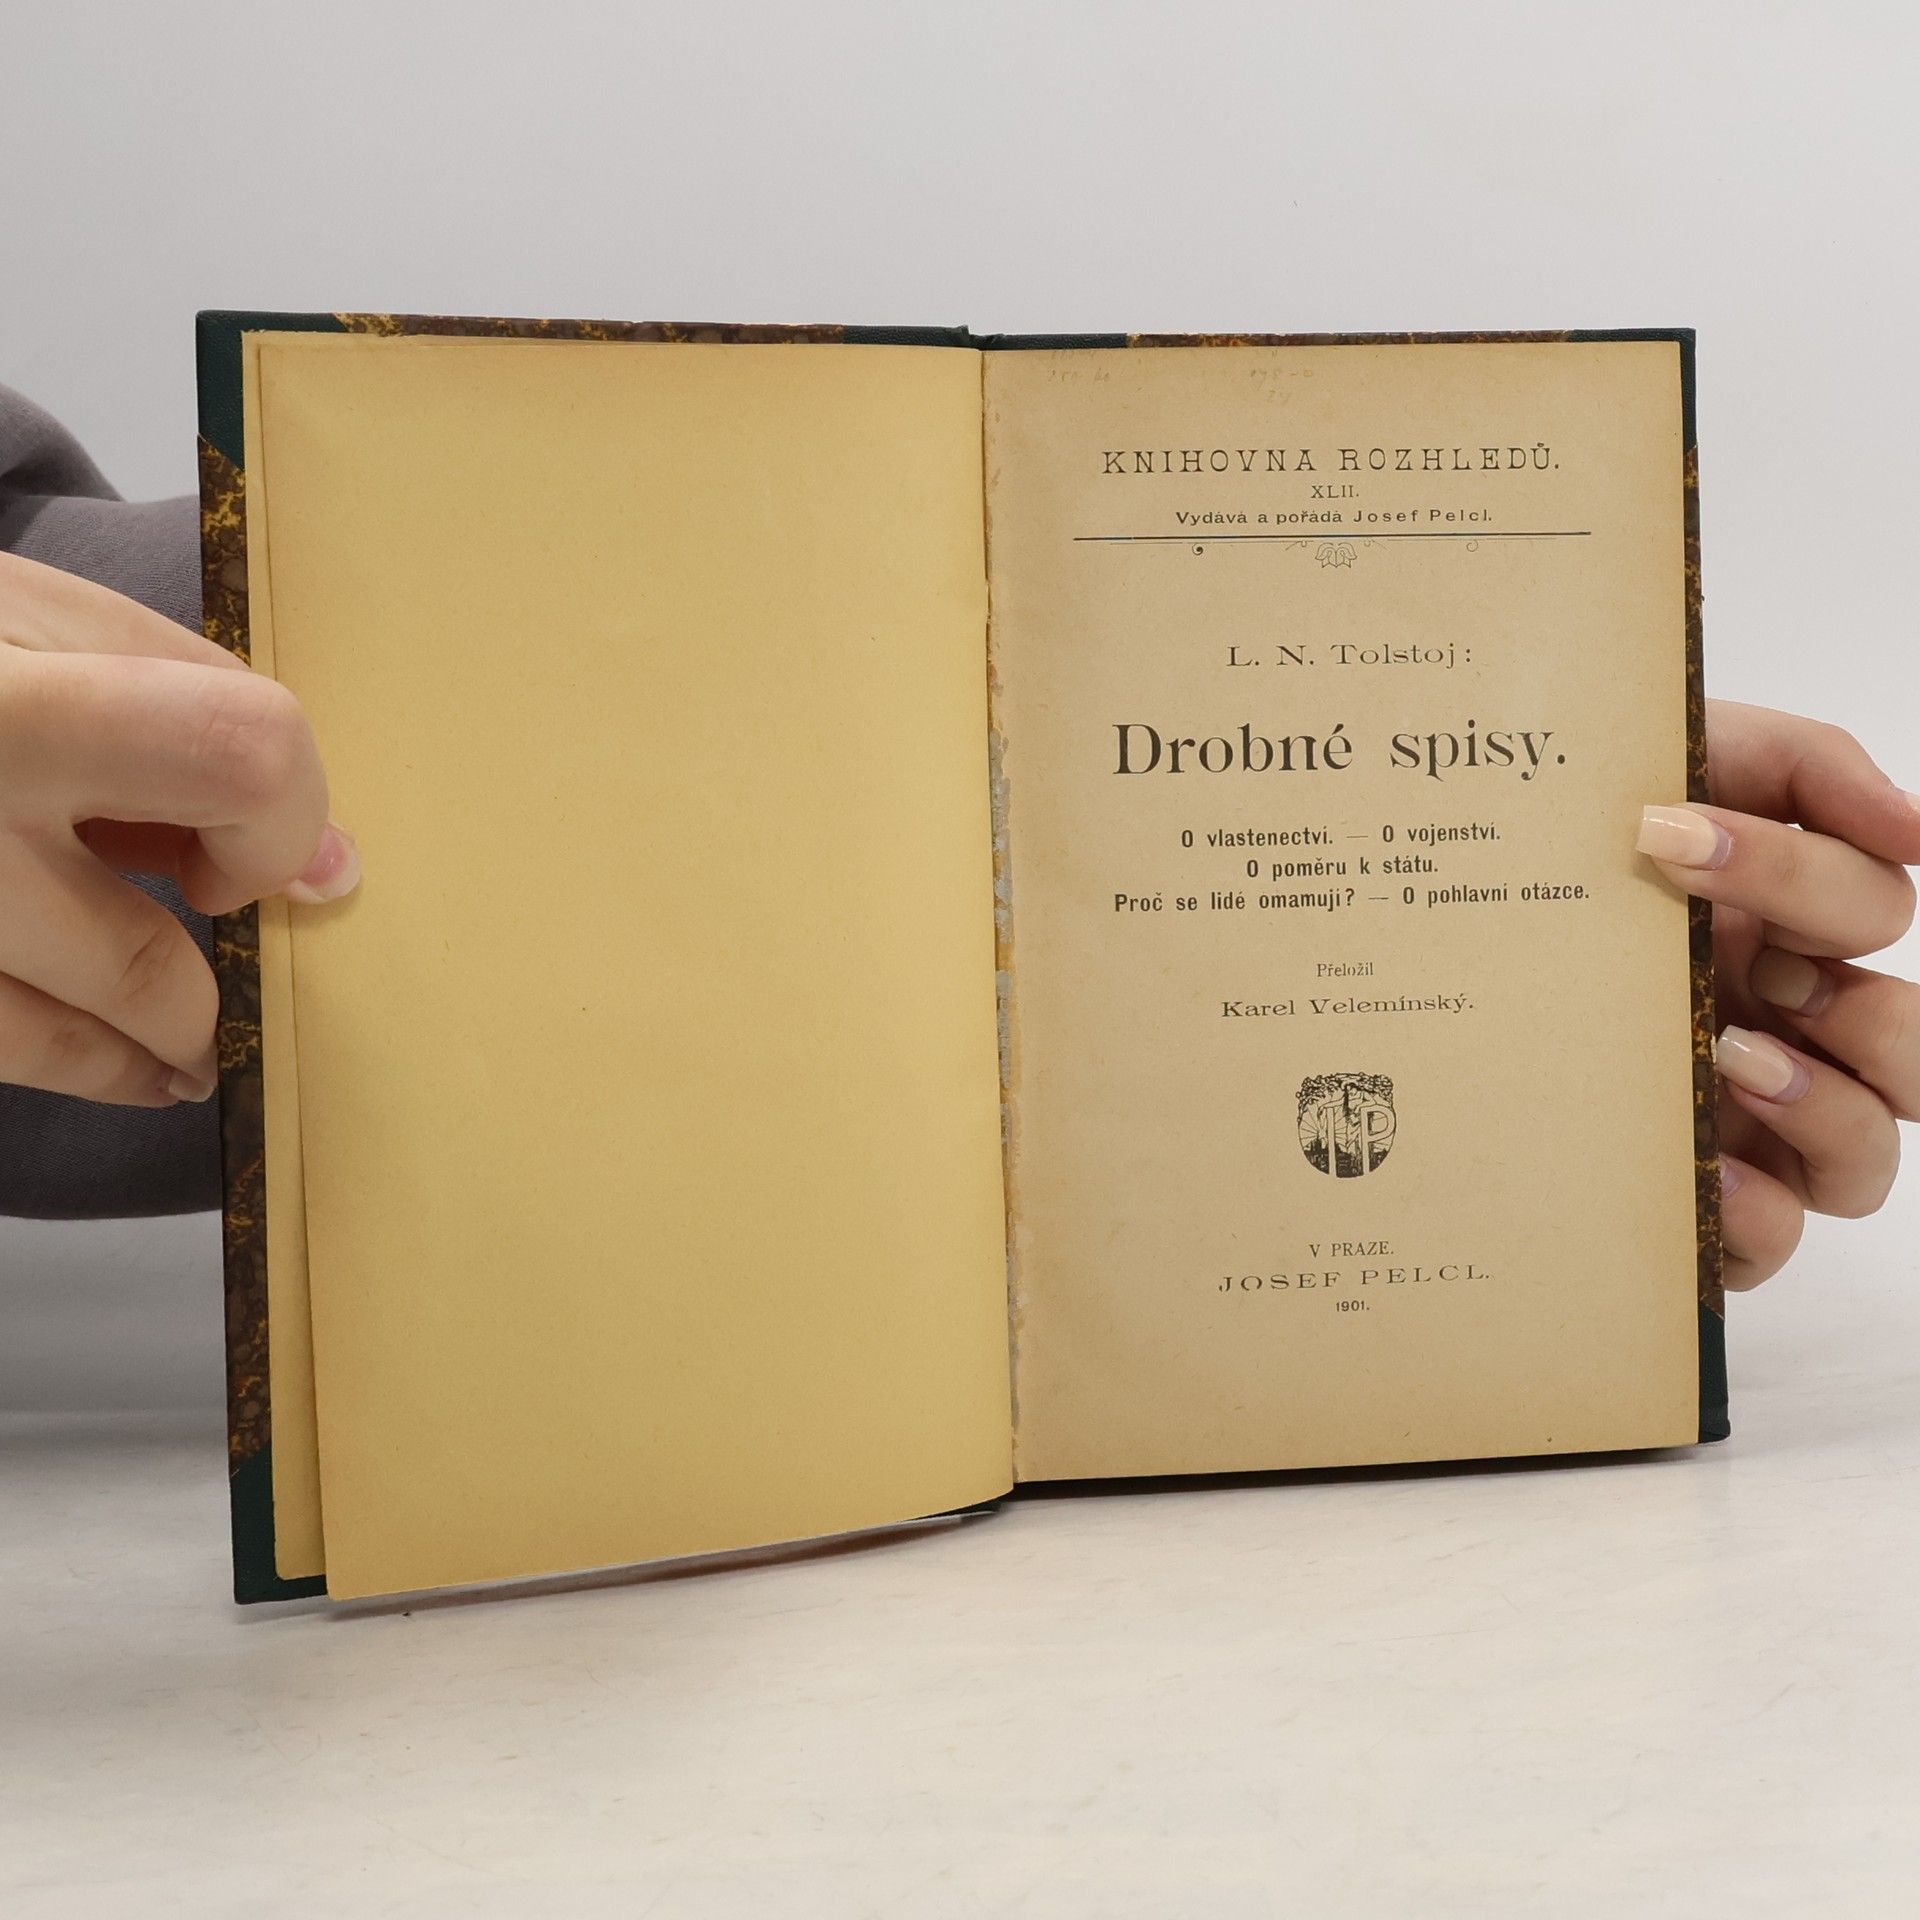 KNIHOVNA ROZHLEDŮ.
XLII.
Vydává a pořádá Josef Pelcl.
L. N. Tolstoj:
Drobné spisy.
O vlastenectví. — O vojenství.
O poměru k státu.
Proč se lidé omamují? — O pohlavní otázce.
Přeložil
Karel Velemínský.
JP
V PRAZE.
JOSEF PELCL.
1901.